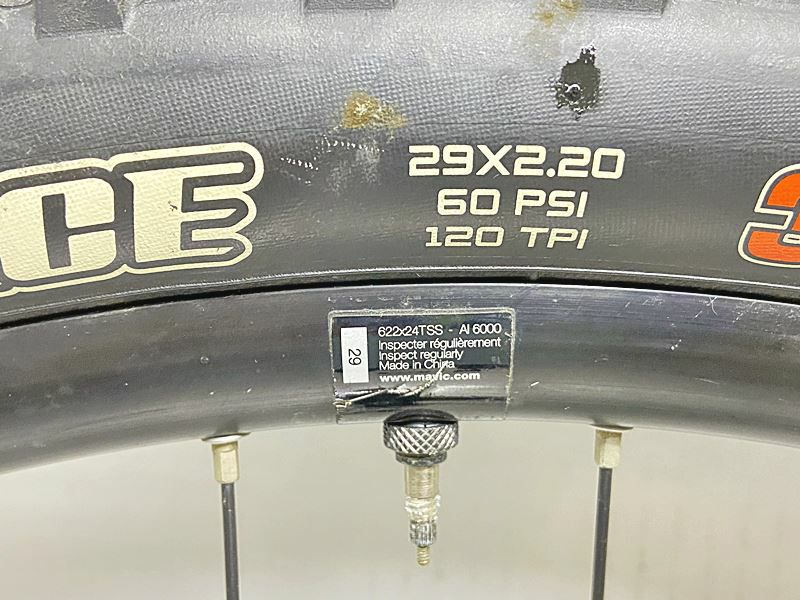 CE
29X2.20
60 PSI
120 TPI
3
29
622x24TSS - Al 6000
Inspecter régulièrement
Inspect regularly
Made in China
www.mavic.com